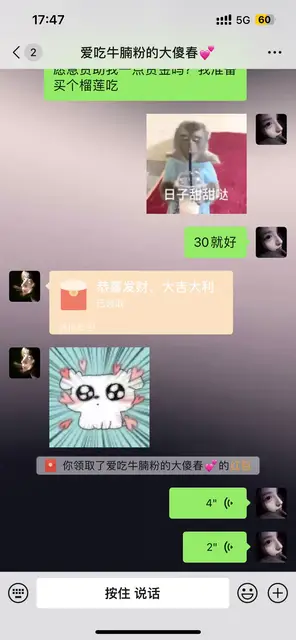 17:47
5G
60
2
爱吃牛腩粉的大傻春💕
愿意资助我一点资金吗？我准备
买个榴莲吃
日子甜甜哒
30就好
恭喜发财，大吉大利
你领取了爱吃牛腩粉的大傻春💕的红包
4"
2"
按住 说话